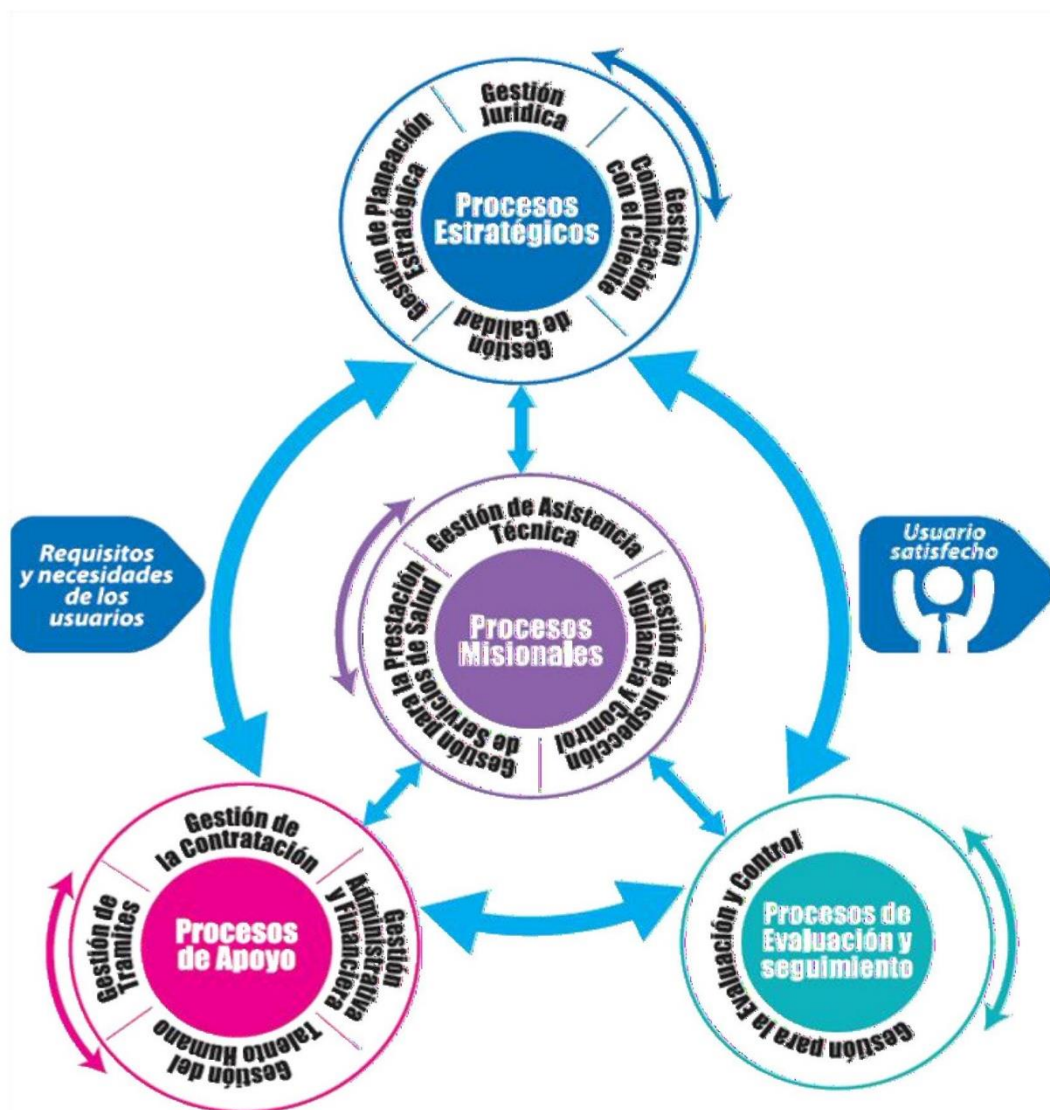 Gestión
Jurídica
Gestión
Comunicación
con el Cliente
Gestión
de Calidad
Gestión de Planeación
Estratégica
Procesos
Estratégicos
Requisitos
y necesidades
de los
usuarios
Usuario
satisfecho
Gestión de Asistencia
Técnica
Gestión de Inspección
Vigilancia y Control
Gestión para la Prestación
de Servicios de Salud
Procesos
Misionales
Gestión de
la Contratación
Gestión
Administrativa
y Financiera
Gestión del
Talento Humano
Gestión de
Tramites
Procesos
de Apoyo
Gestión para la Evaluación y Control
Procesos de
Evaluación y
seguimiento